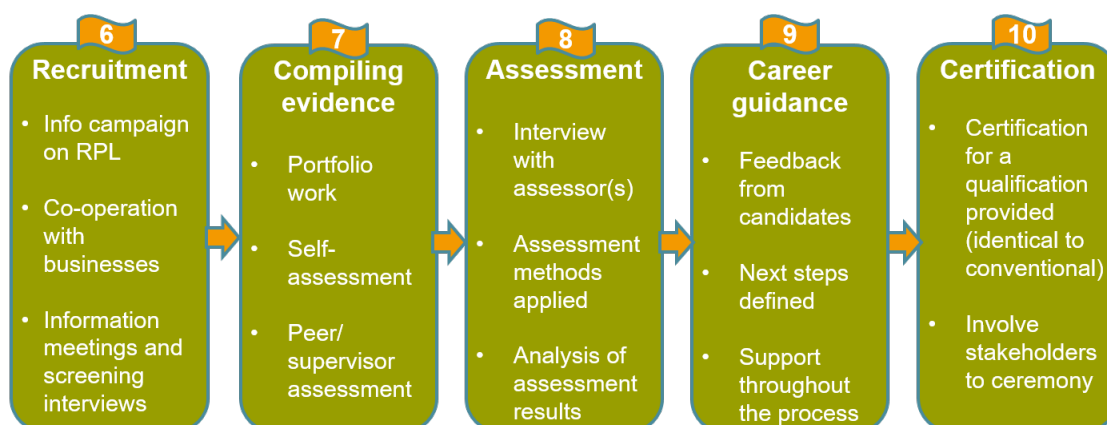 6
Recruitment
• Info campaign
on RPL
• Co-operation
with
businesses
• Information
meetings and
screening
interviews
7
Compiling
evidence
• Portfolio
work
• Self-
assessment
• Peer/
supervisor
assessment
8
Assessment
• Interview
with
assessor(s)
• Assessment
methods
applied
• Analysis of
assessment
results
9
Career
guidance
• Feedback
from
candidates
• Next steps
defined
• Support
throughout
the process
10
Certification
• Certification
for a
qualification
provided
(identical to
conventional)
• Involve
stakeholders
to ceremony